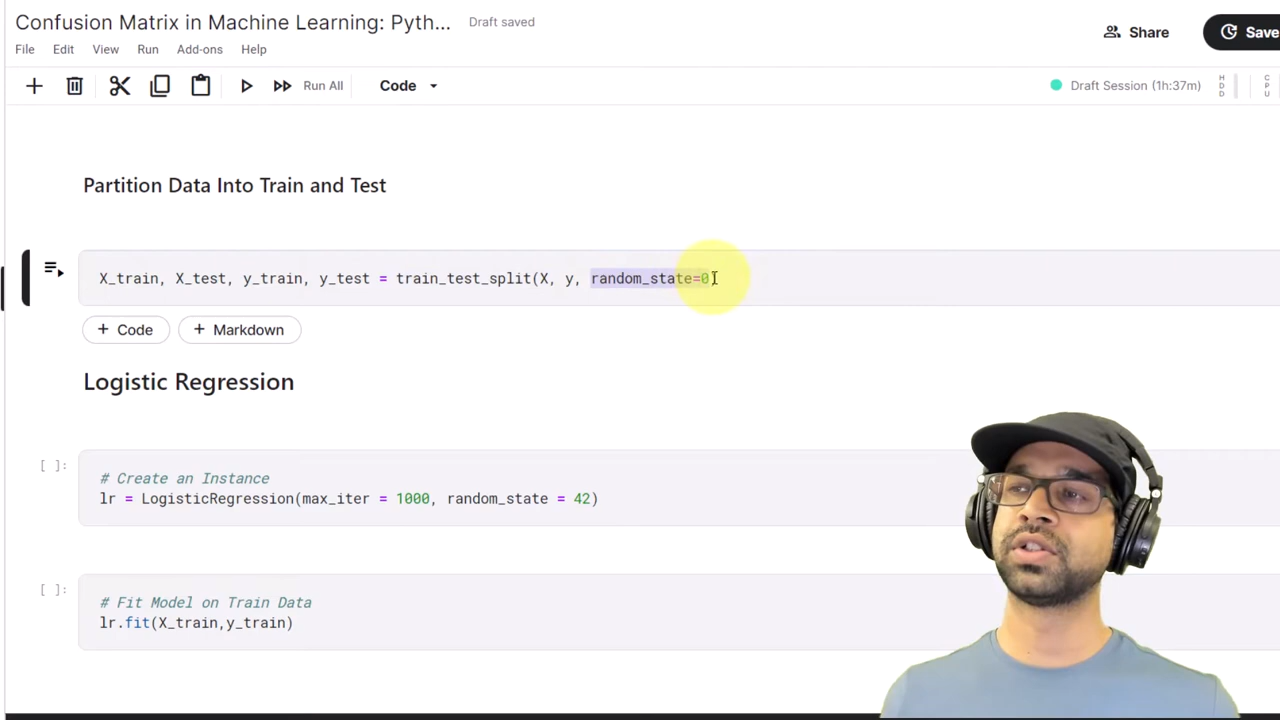 Confusion Matrix in Machine Learning: Pyth... Draft saved
Share
Save
File Edit View Run Add-ons Help
Run All Code Draft Session (1h37m) HDD CPU
Partition Data Into Train and Test
X_train, X_test, y_train, y_test = train_test_split(X, y, random_state=0
+ Code + Markdown
Logistic Regression
[ ]:
# Create an Instance
lr = LogisticRegression(max_iter = 1000, random_state = 42)
[ ]:
# Fit Model on Train Data
lr.fit(X_train,y_train)